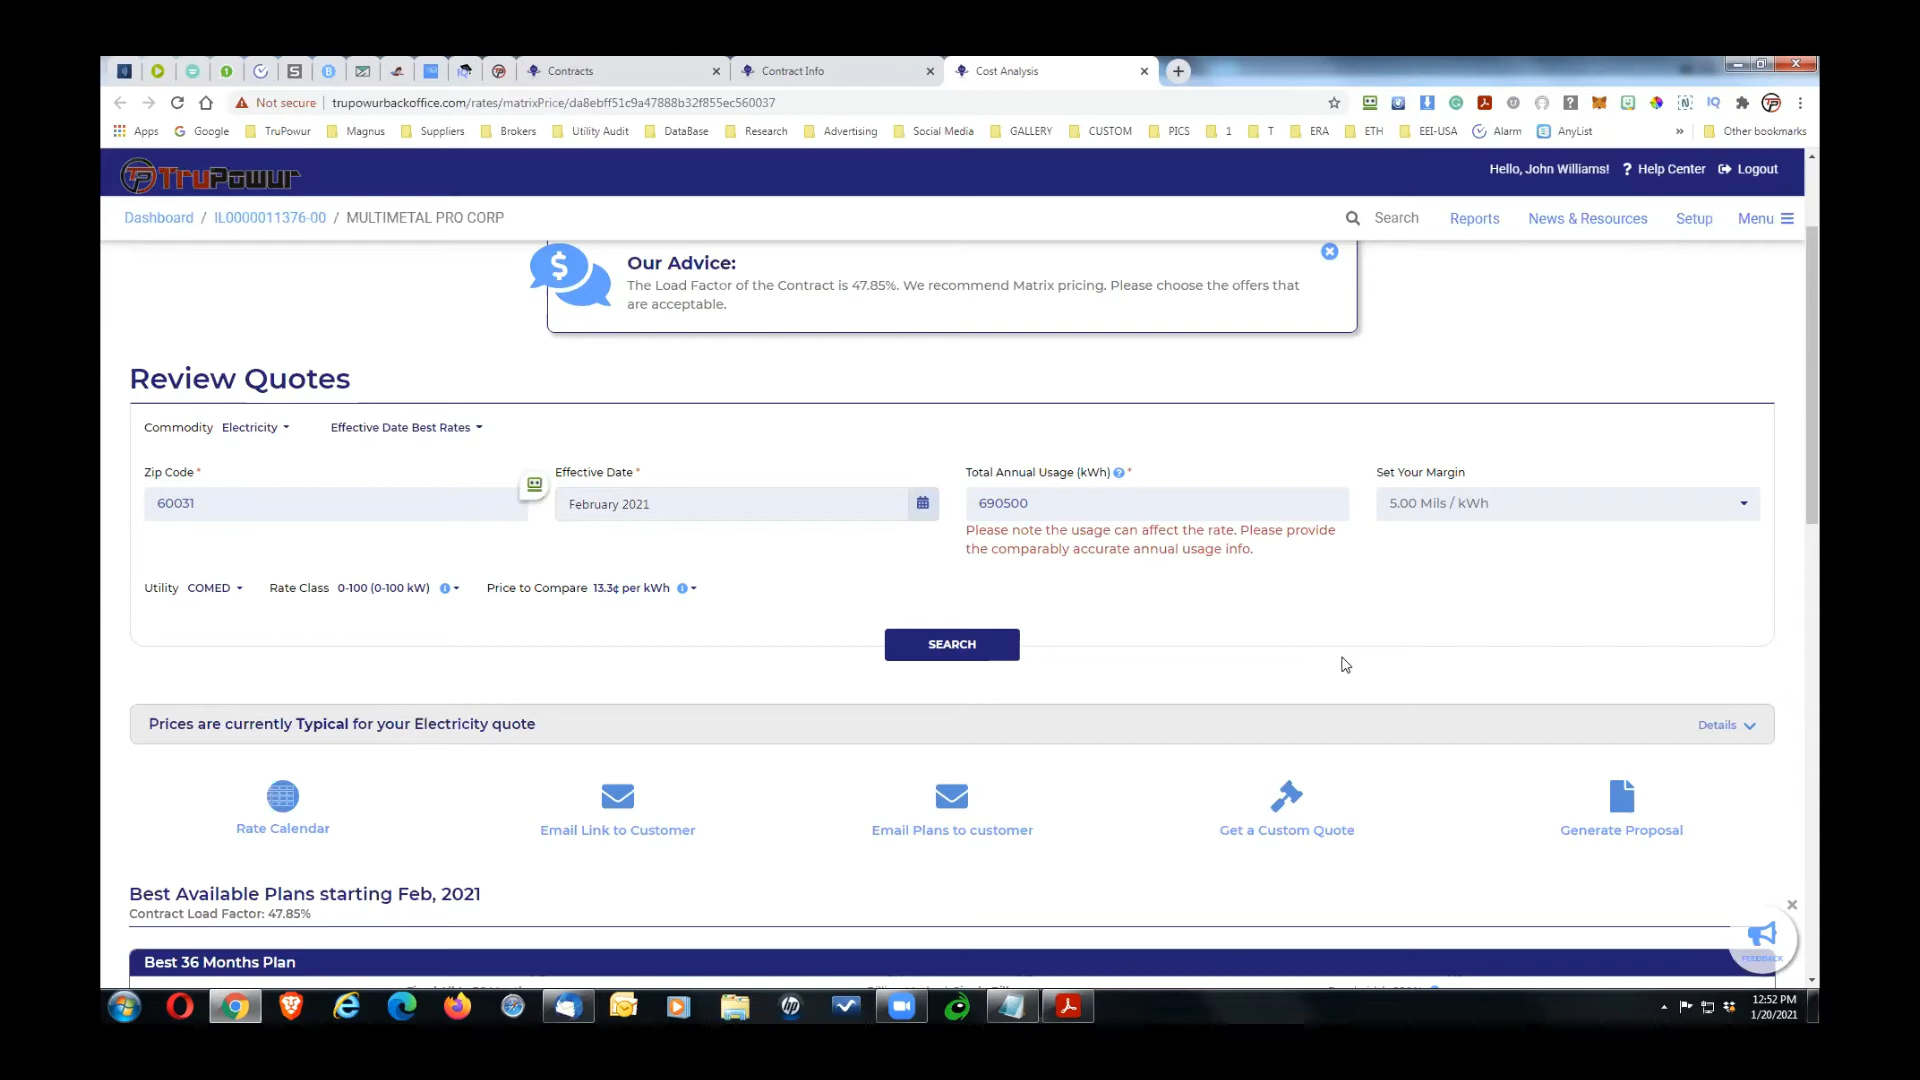 Contracts
Contract Info
Cost Analysis
Not secure
trupowurbackoffice.com/rates/matrixPrice/da8ebff51c9a47888b32f855ec560037
Apps
Google
TruPowur
Magnus
Suppliers
Brokers
Utility Audit
DataBase
Research
Advertising
Social Media
GALLERY
CUSTOM
PICS
1
T
ERA
ETH
EEI-USA
Alarm
AnyList
»
Other bookmarks
TruPowur
Hello, John Williams!
? Help Center
Logout
Dashboard / IL0000011376-00 / MULTIMETAL PRO CORP
Search
Reports
News & Resources
Setup
Menu
Our Advice:
The Load Factor of the Contract is 47.85%. We recommend Matrix pricing. Please choose the offers that
are acceptable.
Review Quotes
Commodity Electricity
Effective Date Best Rates
Zip Code *
Effective Date *
Total Annual Usage (kWh) *
Set Your Margin
60031
February 2021
690500
5.00 Mils / kWh
Please note the usage can affect the rate. Please provide
the comparably accurate annual usage info.
Utility COMED
Rate Class 0-100 (0-100 kW)
Price to Compare 13.3¢ per kWh
SEARCH
Prices are currently Typical for your Electricity quote
Details
Rate Calendar
Email Link to Customer
Email Plans to customer
Get a Custom Quote
Generate Proposal
Best Available Plans starting Feb, 2021
Contract Load Factor: 47.85%
FEEDBACK
Best 36 Months Plan
12:52 PM
1/20/2021